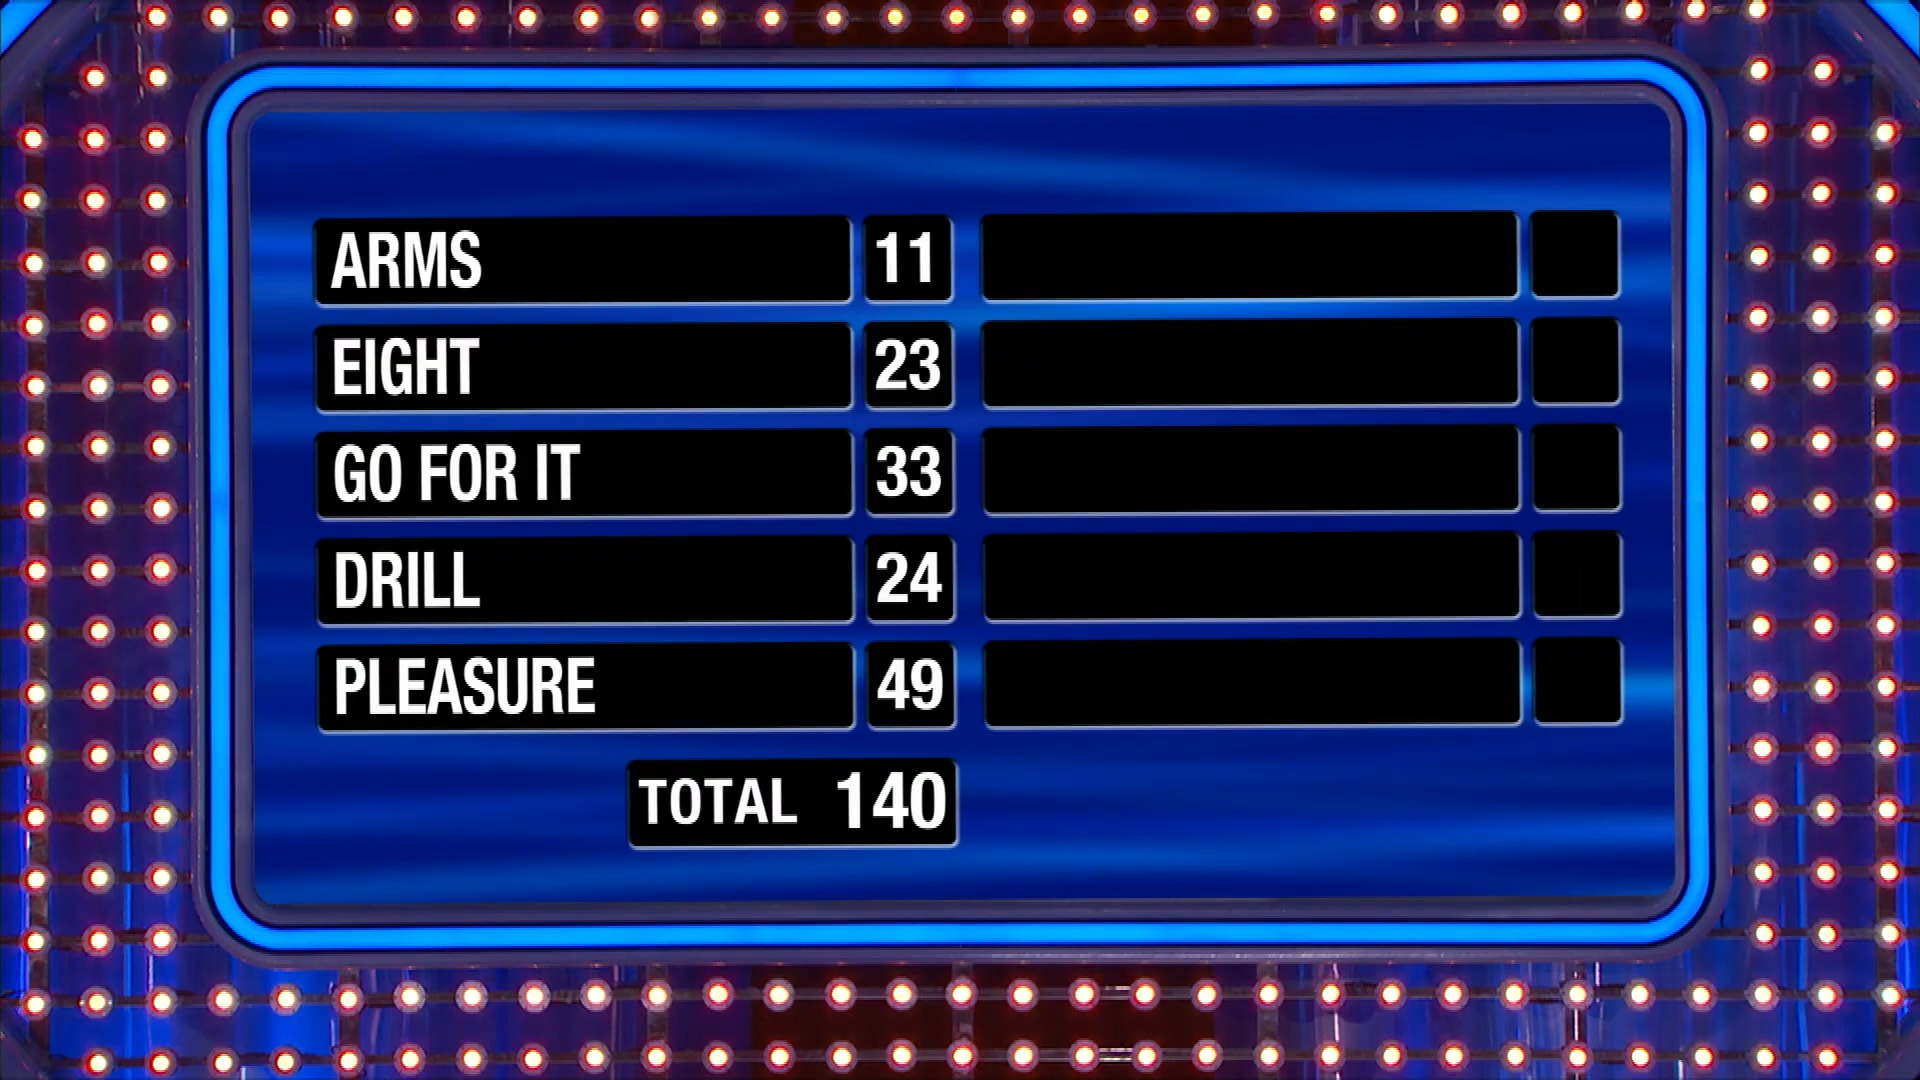 ARMS 11
EIGHT 23
GO FOR IT 33
DRILL 24
PLEASURE 49
TOTAL 140